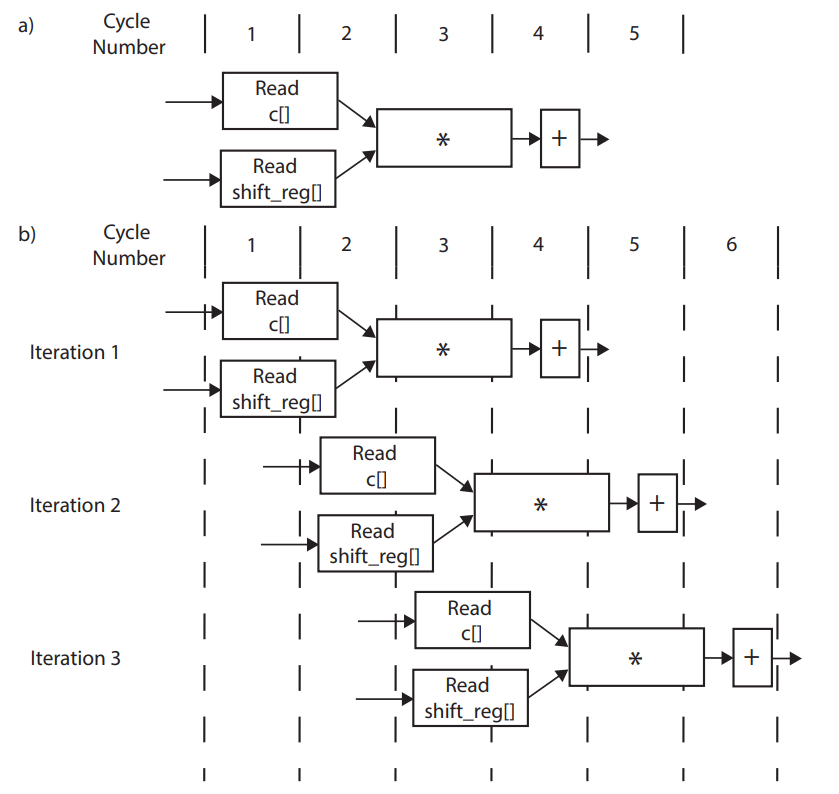 a)
Cycle
Number
1 2 3 4 5
Read
c[]
Read
shift_reg[]
*
+
b)
Cycle
Number
1 2 3 4 5 6
Iteration 1
Read
c[]
Read
shift_reg[]
*
+
Iteration 2
Read
c[]
Read
shift_reg[]
*
+
Iteration 3
Read
c[]
Read
shift_reg[]
*
+